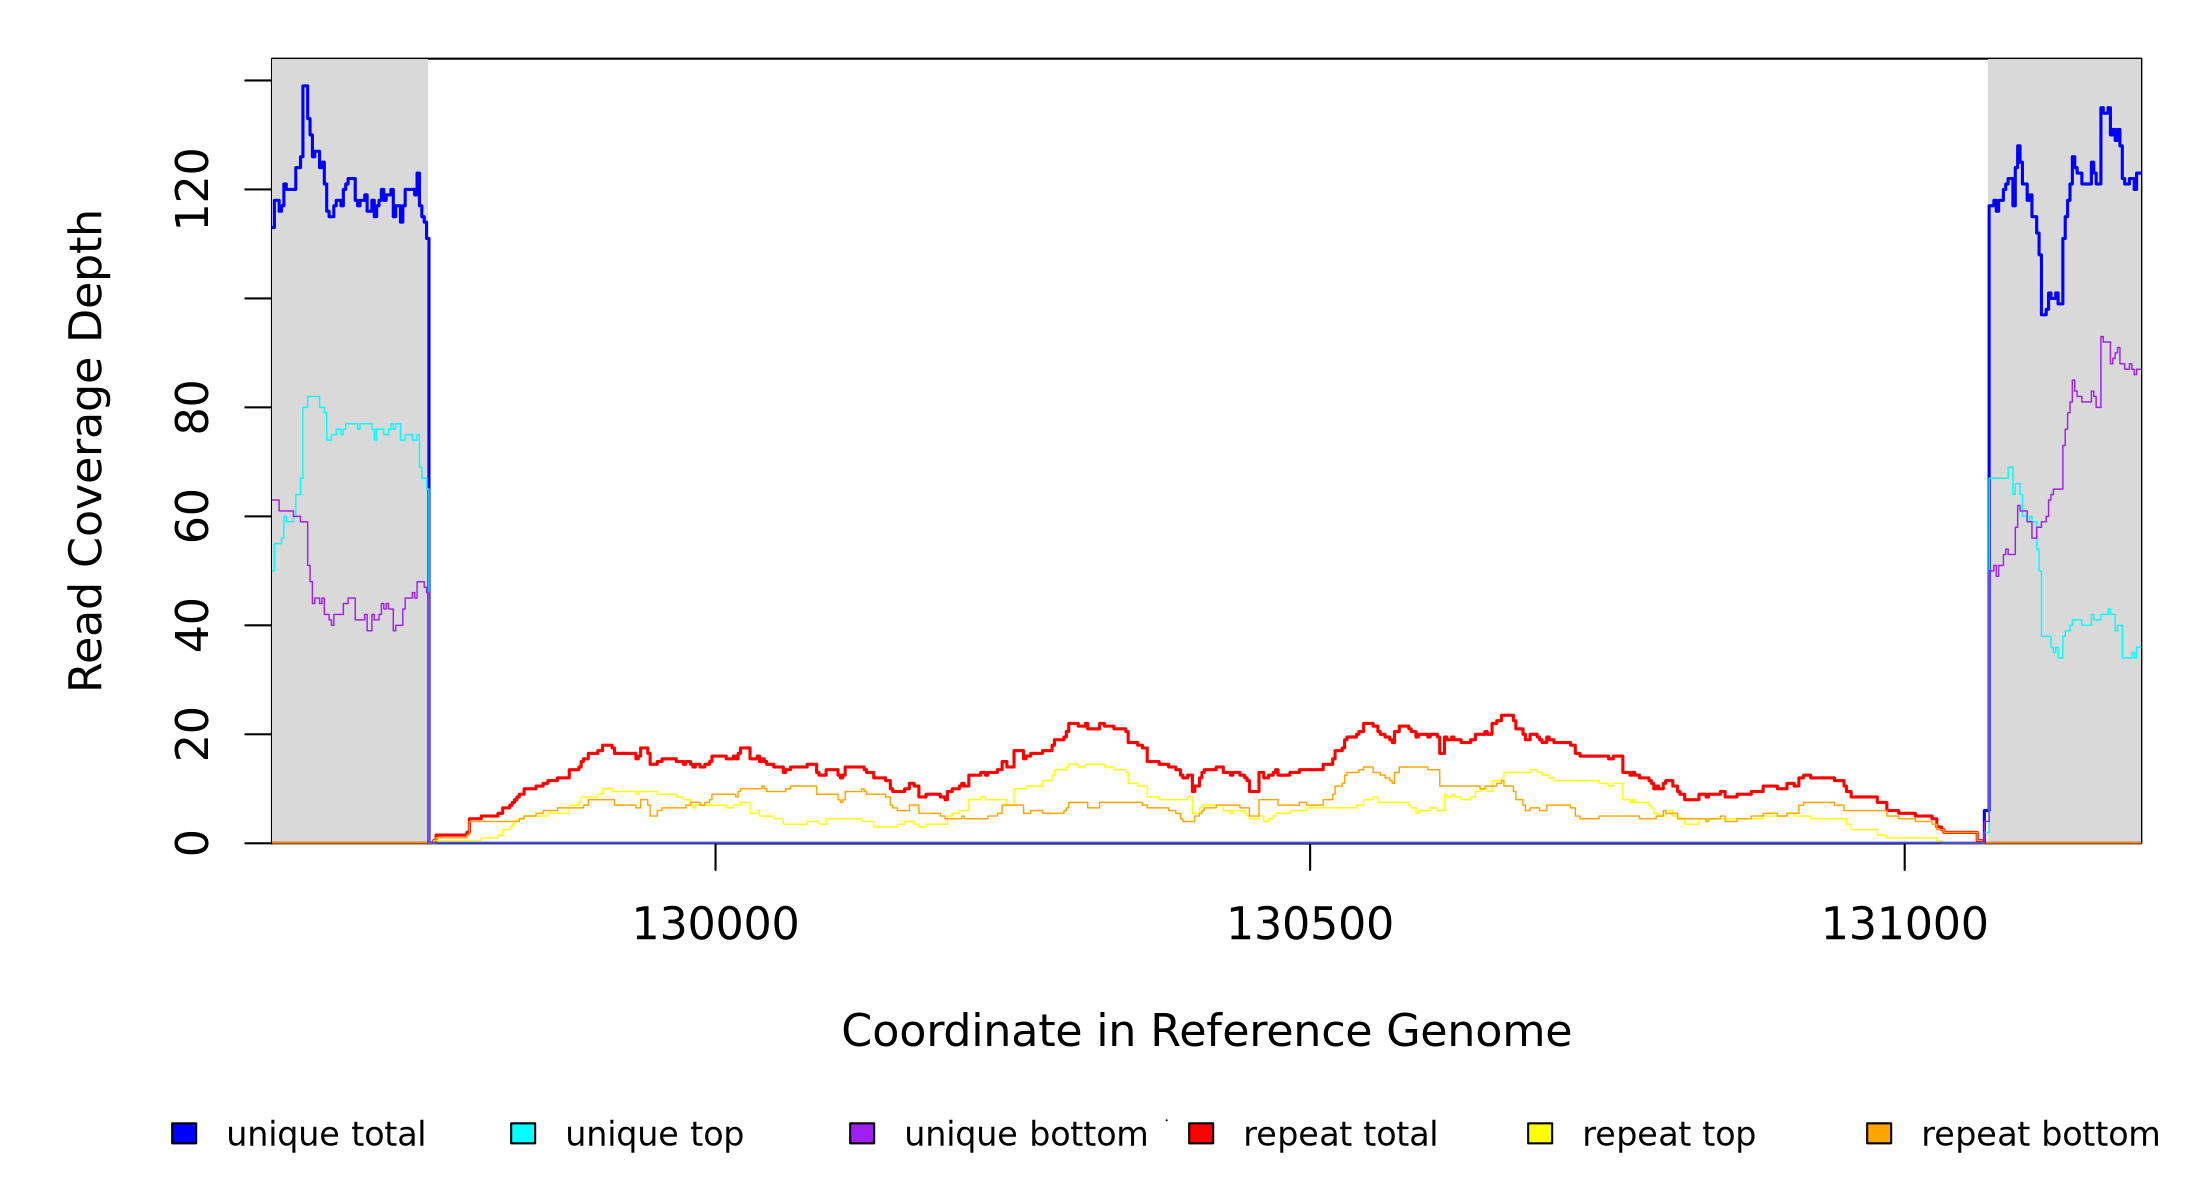 Read Coverage Depth
120
80
60
40
20
0
130000 130500 131000
Coordinate in Reference Genome
unique total unique top unique bottom repeat total repeat top repeat bottom